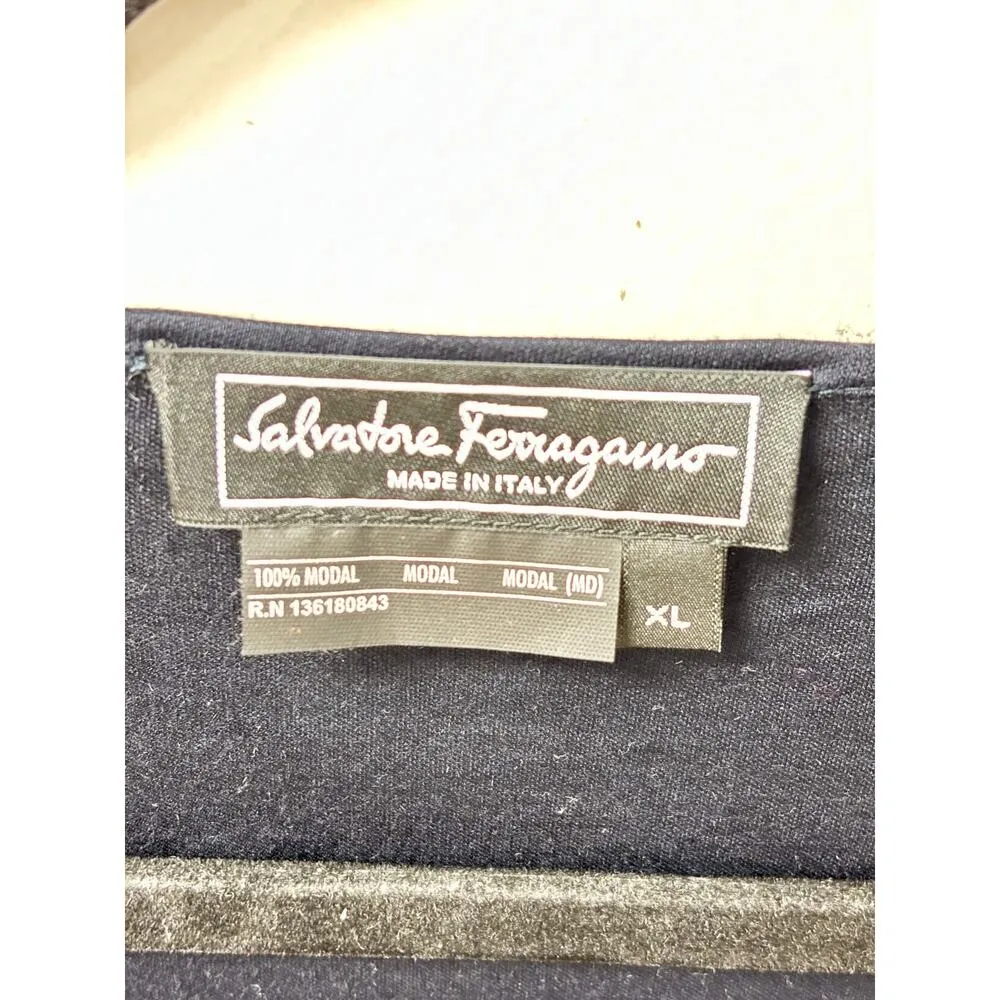 Salvatore Ferragamo
MADE IN ITALY
100% MODAL MODAL MODAL (MD)
R.N 136180843
XL